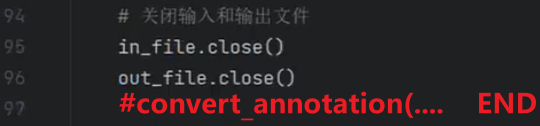 94 # 关闭输入和输出文件
95 in_file.close()
96 out_file.close()
97 #convert_annotation(.... END